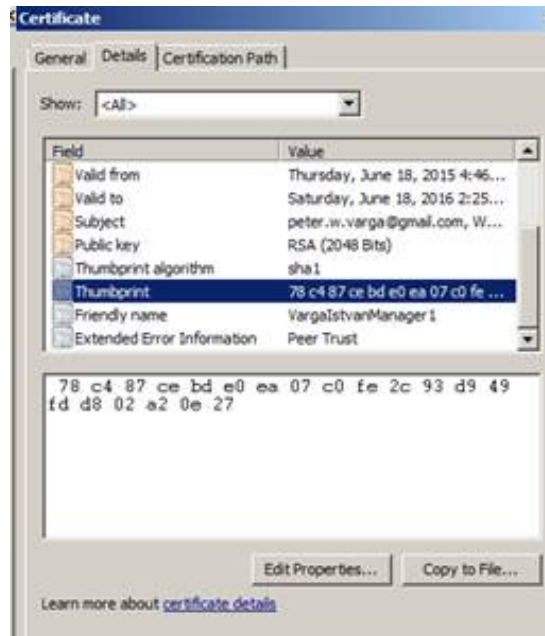 Certificate
General Details Certification Path
Show: <All>
Field Value
Valid from Thursday, June 18, 2015 4:46...
Valid to Saturday, June 18, 2016 2:25...
Subject peter.w.varga@gmail.com, W...
Public key RSA (2048 Bits)
Thumbprint algorithm sha1
Thumbprint 78 c4 87 ce bd e0 ea 07 c0 fe ...
Friendly name VargaIstvanManager1
Extended Error Information Peer Trust
78 c4 87 ce bd e0 ea 07 c0 fe 2c 93 d9 49
fd d8 02 a2 0e 27
Edit Properties... Copy to File...
Learn more about certificate details